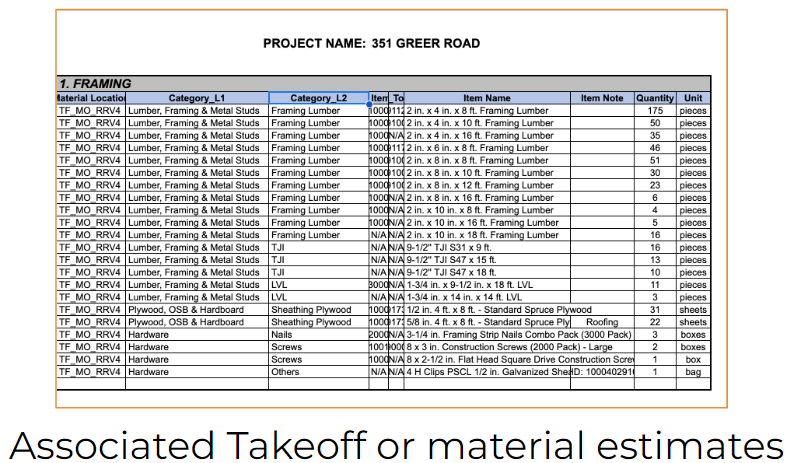 PROJECT NAME: 351 GREER ROAD
1. FRAMING
Material Location Category_L1 Category_L2 Item To Item Name Item Note Quantity Unit
TF_MO_RRV4 Lumber, Framing & Metal Studs Framing Lumber 1000 112 2 in. x 4 in. x 8 ft. Framing Lumber 175 pieces
TF_MO_RRV4 Lumber, Framing & Metal Studs Framing Lumber 1000 100 2 in. x 4 in. x 10 ft. Framing Lumber 50 pieces
TF_MO_RRV4 Lumber, Framing & Metal Studs Framing Lumber 1000 N/A 2 in. x 4 in. x 16 ft. Framing Lumber 35 pieces
TF_MO_RRV4 Lumber, Framing & Metal Studs Framing Lumber 1000 111 2 in. x 6 in. x 8 ft. Framing Lumber 46 pieces
TF_MO_RRV4 Lumber, Framing & Metal Studs Framing Lumber 1000 100 2 in. x 8 in. x 8 ft. Framing Lumber 51 pieces
TF_MO_RRV4 Lumber, Framing & Metal Studs Framing Lumber 1000 100 2 in. x 8 in. x 10 ft. Framing Lumber 30 pieces
TF_MO_RRV4 Lumber, Framing & Metal Studs Framing Lumber 1000 100 2 in. x 8 in. x 12 ft. Framing Lumber 23 pieces
TF_MO_RRV4 Lumber, Framing & Metal Studs Framing Lumber 1000 N/A 2 in. x 8 in. x 16 ft. Framing Lumber 6 pieces
TF_MO_RRV4 Lumber, Framing & Metal Studs Framing Lumber 1000 N/A 2 in. x 10 in. x 8 ft. Framing Lumber 4 pieces
TF_MO_RRV4 Lumber, Framing & Metal Studs Framing Lumber 1000 N/A 2 in. x 10 in. x 16 ft. Framing Lumber 5 pieces
TF_MO_RRV4 Lumber, Framing & Metal Studs Framing Lumber N/A N/A 2 in. x 10 in. x 18 ft. Framing Lumber 16 pieces
TF_MO_RRV4 Lumber, Framing & Metal Studs TJI N/A N/A 9-1/2" TJI S31 x 9 ft. 16 pieces
TF_MO_RRV4 Lumber, Framing & Metal Studs TJI N/A N/A 9-1/2" TJI S47 x 15 ft. 13 pieces
TF_MO_RRV4 Lumber, Framing & Metal Studs TJI N/A N/A 9-1/2" TJI S47 x 18 ft. 10 pieces
TF_MO_RRV4 Lumber, Framing & Metal Studs LVL 3000 N/A 1-3/4 in. x 9-1/2 in. x 18 ft. LVL 11 pieces
TF_MO_RRV4 Lumber, Framing & Metal Studs LVL N/A N/A 1-3/4 in. x 14 in. x 14 ft. LVL 3 pieces
TF_MO_RRV4 Plywood, OSB & Hardboard Sheathing Plywood 1000 173 1/2 in. 4 ft. x 8 ft. - Standard Spruce Plywood 31 sheets
TF_MO_RRV4 Plywood, OSB & Hardboard Sheathing Plywood 1000 173 5/8 in. 4 ft. x 8 ft. - Standard Spruce Ply Roofing 22 sheets
TF_MO_RRV4 Hardware Nails 2000 N/A 3-1/4 in. Framing Strip Nails Combo Pack (3000 Pack) 3 boxes
TF_MO_RRV4 Hardware Screws 1001 900 8 x 3 in. Construction Screws (2000 Pack) - Large 2 boxes
TF_MO_RRV4 Hardware Screws 1000 N/A 8 x 2-1/2 in. Flat Head Square Drive Construction Screw 1 box
TF_MO_RRV4 Hardware Others N/A N/A 4 H Clips PSCL 1/2 in. Galvanized Shea ID: 1000402910 1 bag
Associated Takeoff or material estimates